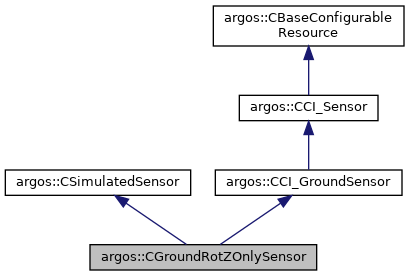 argos::CBaseConfigurable
Resource
argos::CCI_Sensor
argos::CSimulatedSensor
argos::CCI_GroundSensor
argos::CGroundRotZOnlySensor